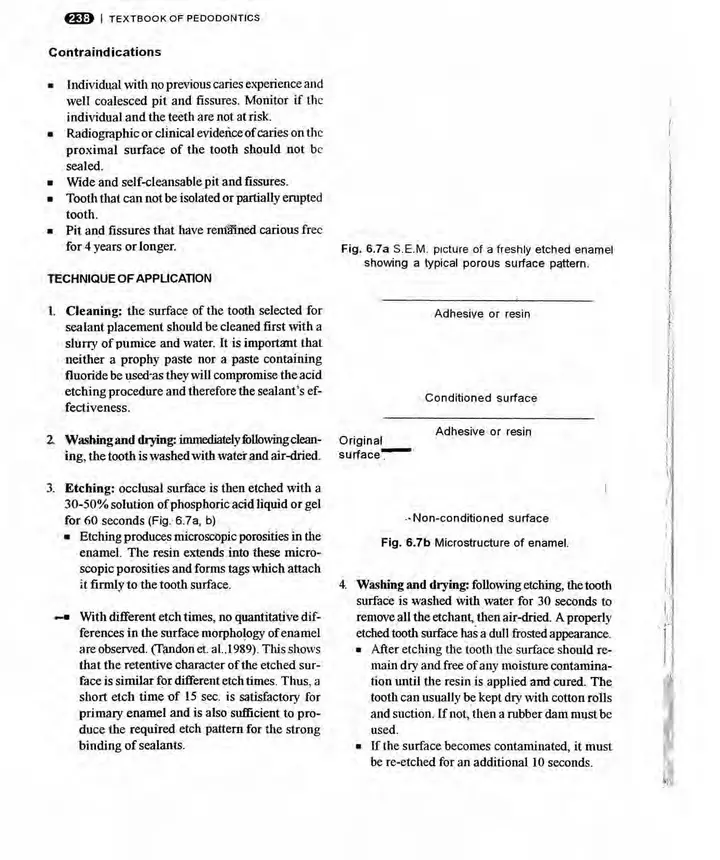 238 | TEXTBOOK OF PEDODONTICS
Contraindications
▪ Individual with no previous caries experience and
well coalesced pit and fissures. Monitor if the
individual and the teeth are not at risk.
▪ Radiographic or clinical evidence of caries on the
proximal surface of the tooth should not be
sealed.
▪ Wide and self-cleansable pit and fissures.
▪ Tooth that can not be isolated or partially erupted
tooth.
▪ Pit and fissures that have remained carious free
for 4 years or longer.
TECHNIQUE OF APPLICATION
1. Cleaning: the surface of the tooth selected for
sealant placement should be cleaned first with a
slurry of pumice and water. It is important that
neither a prophy paste nor a paste containing
fluoride be used as they will compromise the acid
etching procedure and therefore the sealant's ef-
fectiveness.
2. Washing and drying: immediately following clean-
ing, the tooth is washed with water and air-dried.
3. Etching: occlusal surface is then etched with a
30-50% solution of phosphoric acid liquid or gel
for 60 seconds (Fig. 6.7a, b)
▪ Etching produces microscopic porosities in the
enamel. The resin extends into these micro-
scopic porosities and forms tags which attach
it firmly to the tooth surface.
▪ With different etch times, no quantitative dif-
ferences in the surface morphology of enamel
are observed. (Tandon et. al.,1989). This shows
that the retentive character of the etched sur-
face is similar for different etch times. Thus, a
short etch time of 15 sec. is satisfactory for
primary enamel and is also sufficient to pro-
duce the required etch pattern for the strong
binding of sealants.
Fig. 6.7a S.E.M. picture of a freshly etched enamel
showing a typical porous surface pattern.
Adhesive or resin
Conditioned surface
Adhesive or resin
Original
surface
Non-conditioned surface
Fig. 6.7b Microstructure of enamel.
4. Washing and drying: following etching, the tooth
surface is washed with water for 30 seconds to
remove all the etchant, then air-dried. A properly
etched tooth surface has a dull frosted appearance.
▪ After etching the tooth the surface should re-
main dry and free of any moisture contamina-
tion until the resin is applied and cured. The
tooth can usually be kept dry with cotton rolls
and suction. If not, then a rubber dam must be
used.
▪ If the surface becomes contaminated, it must
be re-etched for an additional 10 seconds.